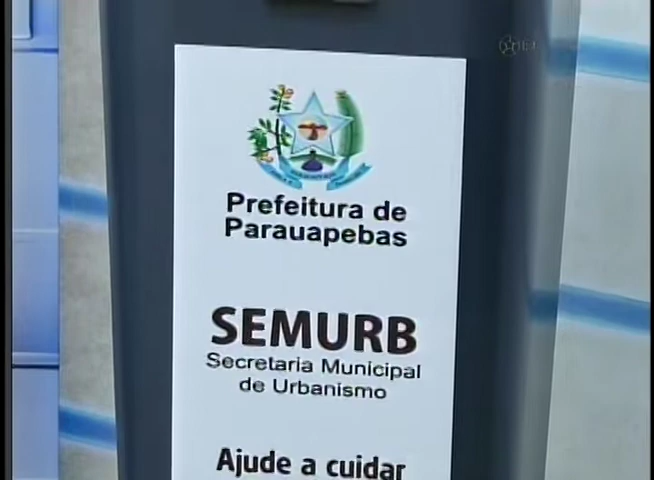 Prefeitura de
Parauapebas
SEMURB
Secretaria Municipal
de Urbanismo
Ajude a cuidar